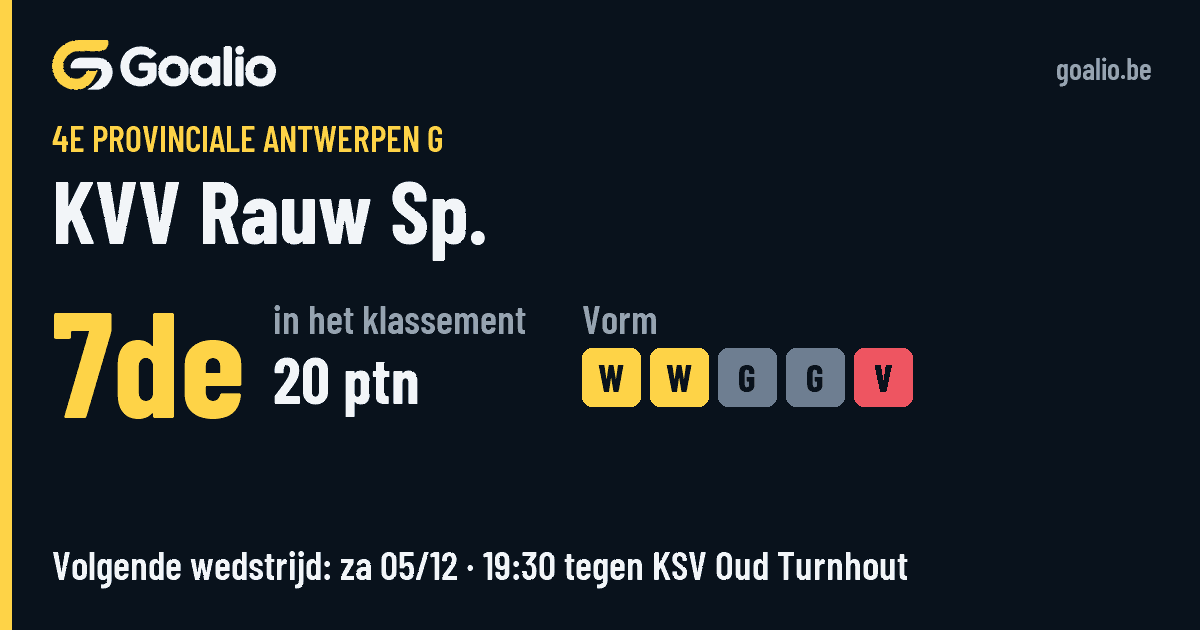 Goalio
goalio.be
4E PROVINCIALE ANTWERPEN G
KVV Rauw Sp.
7de
in het klassement
20 ptn
Vorm
W W G G V
Volgende wedstrijd: za 05/12 · 19:30 tegen KSV Oud Turnhout